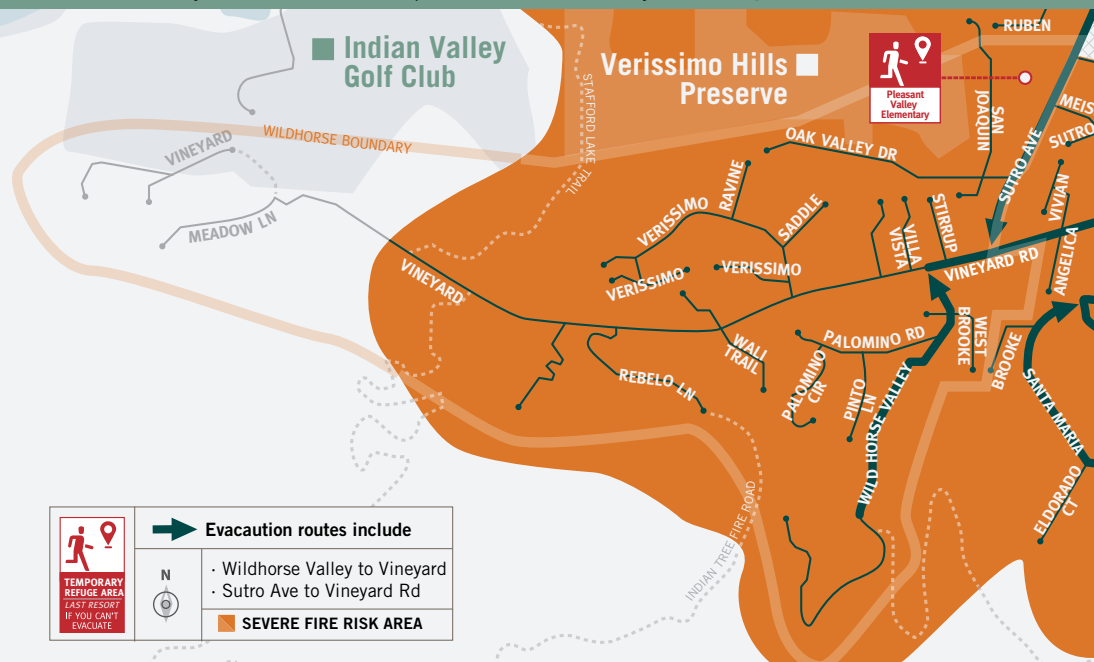 Indian Valley
Golf Club
Verissimo Hills
Preserve
Pleasant
Valley
Elementary
RUBEN
SAN
JOAQUIN
MEIS
SUTRO
SUTRO AVE
STAFFORD LAKE
TRAIL
WILDHORSE BOUNDARY
VINEYARD
MEADOW LN
OAK VALLEY DR
RAVINE
VERISSIMO
SADDLE
VILLA
VISTA
STIRRUP
VIVIAN
ANGELICA
VINEYARD RD
VERISSIMO
VERISSIMO
VINEYARD
WALI
TRAIL
PALOMINO RD
WEST
BROOKE
BROOKE
REBELO LN
PALOMINO
CIR
PINTO
LN
WILD HORSE VALLEY
SANTA MARIA
ELDORADO
CT
INDIAN TREE FIRE ROAD
TEMPORARY
REFUGE AREA
LAST RESORT
IF YOU CAN'T
EVACUATE
Evacaution routes include
N
· Wildhorse Valley to Vineyard
· Sutro Ave to Vineyard Rd
SEVERE FIRE RISK AREA